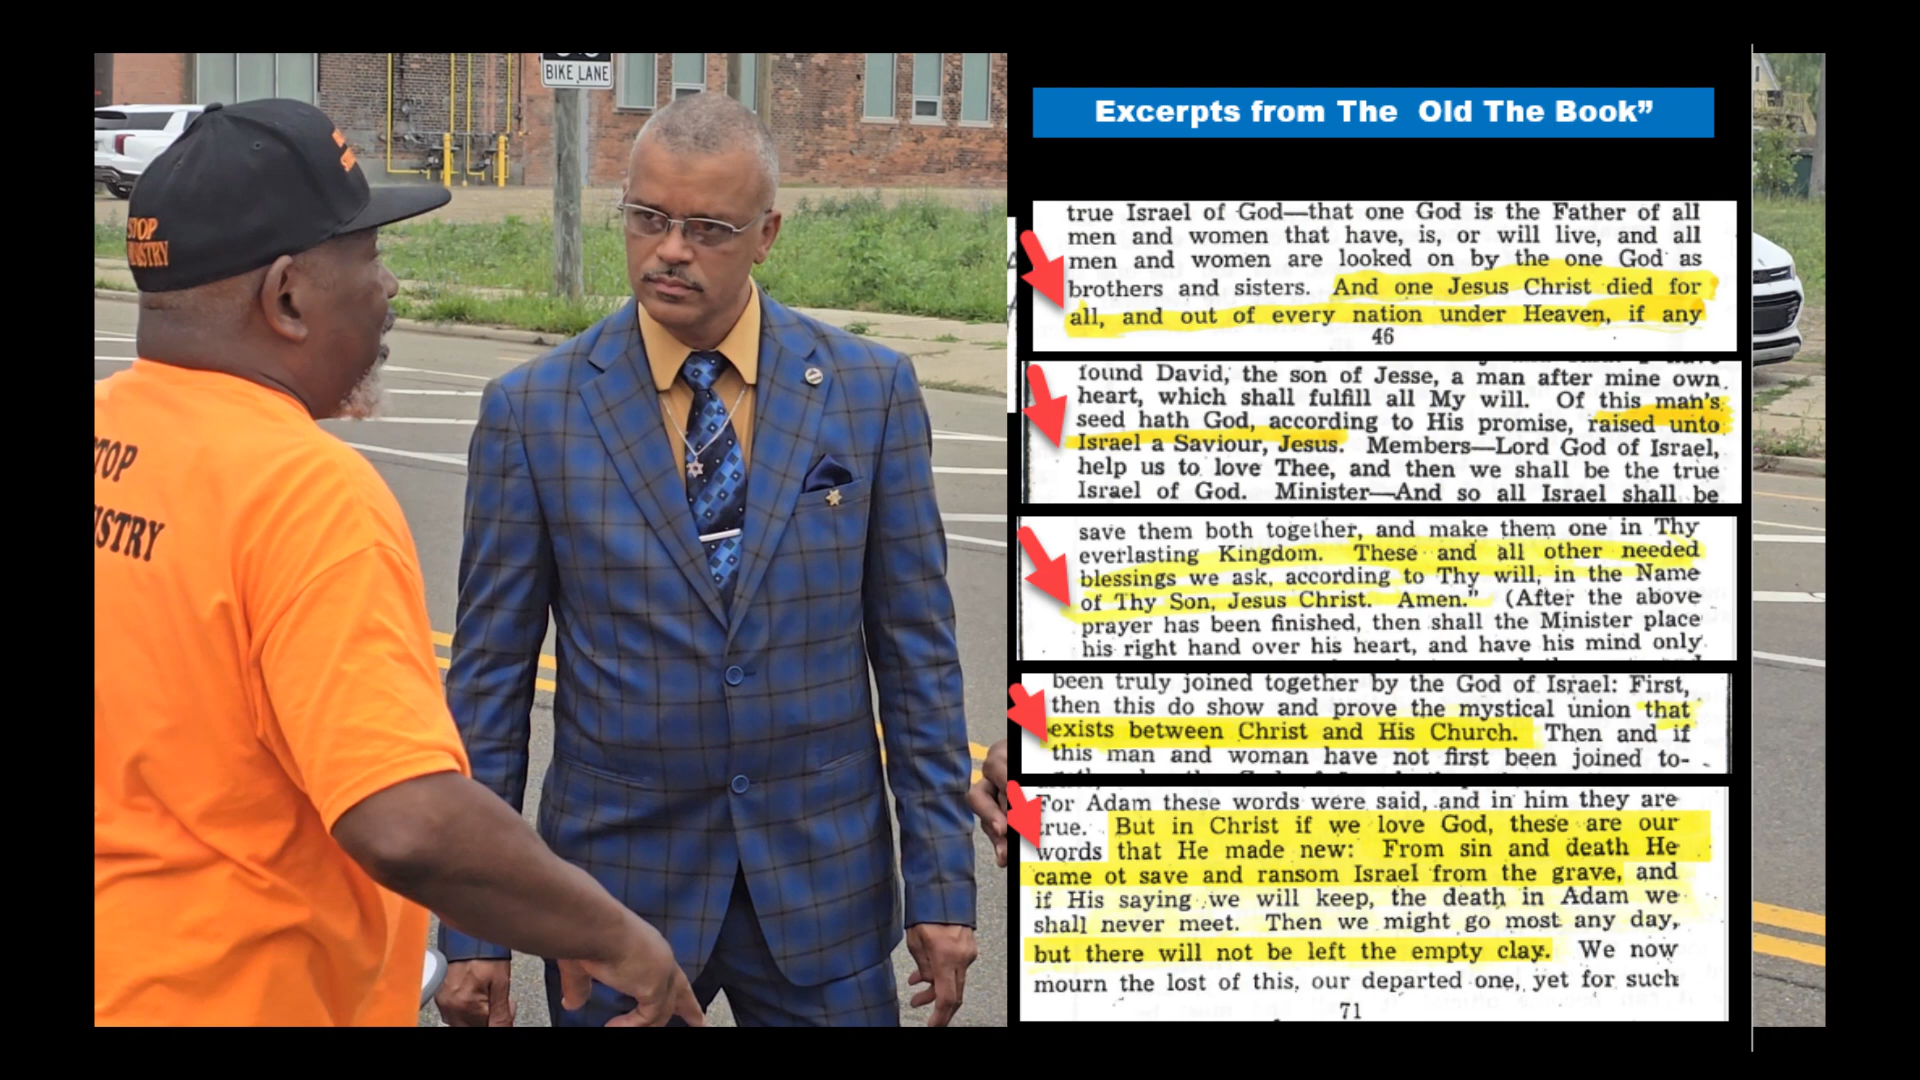 BIKE LANE
STOP
STOP
ISTRY
Excerpts from The Old The Book”
true Israel of God—that one God is the Father of all
men and women that have, is, or will live, and all
men and women are looked on by the one God as
brothers and sisters. And one Jesus Christ died for
all, and out of every nation under Heaven, if any
46
found David, the son of Jesse, a man after mine own
heart, which shall fulfill all My will. Of this man's
seed hath God, according to His promise, raised unto
Israel a Saviour, Jesus. Members—Lord God of Israel,
help us to love Thee, and then we shall be the true
Israel of God. Minister—And so all Israel shall be
save them both together, and make them one in Thy
everlasting Kingdom. These and all other needed
blessings we ask, according to Thy will, in the Name
of Thy Son, Jesus Christ. Amen." (After the above
prayer has been finished, then shall the Minister place
his right hand over his heart, and have his mind only
been truly joined together by the God of Israel: First,
then this do show and prove the mystical union that
exists between Christ and His Church. Then and if
this man and woman have not first been joined to-
For Adam these words were said, and in him they are
true. But in Christ if we love God, these are our
words that He made new: From sin and death He
came ot save and ransom Israel from the grave, and
if His saying we will keep, the death in Adam we
shall never meet. Then we might go most any day,
but there will not be left the empty clay. We now
mourn the lost of this, our departed one, yet for such
71